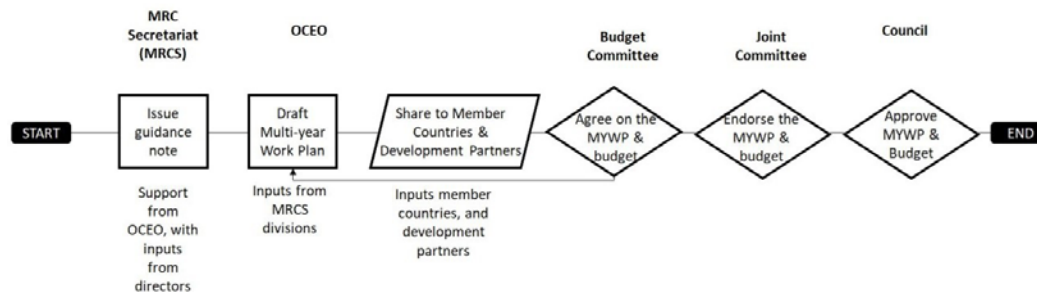 MRC
Secretariat
(MRCS)
OCEO
Budget
Committee
Joint
Committee
Council
START
Issue
guidance
note
Draft
Multi-year
Work Plan
Share to Member
Countries &
Development Partners
Agree on the
MYWP &
budget
Endorse the
MYWP &
budget
Approve
MYWP &
Budget
END
Support
from
OCEO, with
inputs
from
directors
Inputs from
MRCS
divisions
Inputs member
countries, and
development
partners